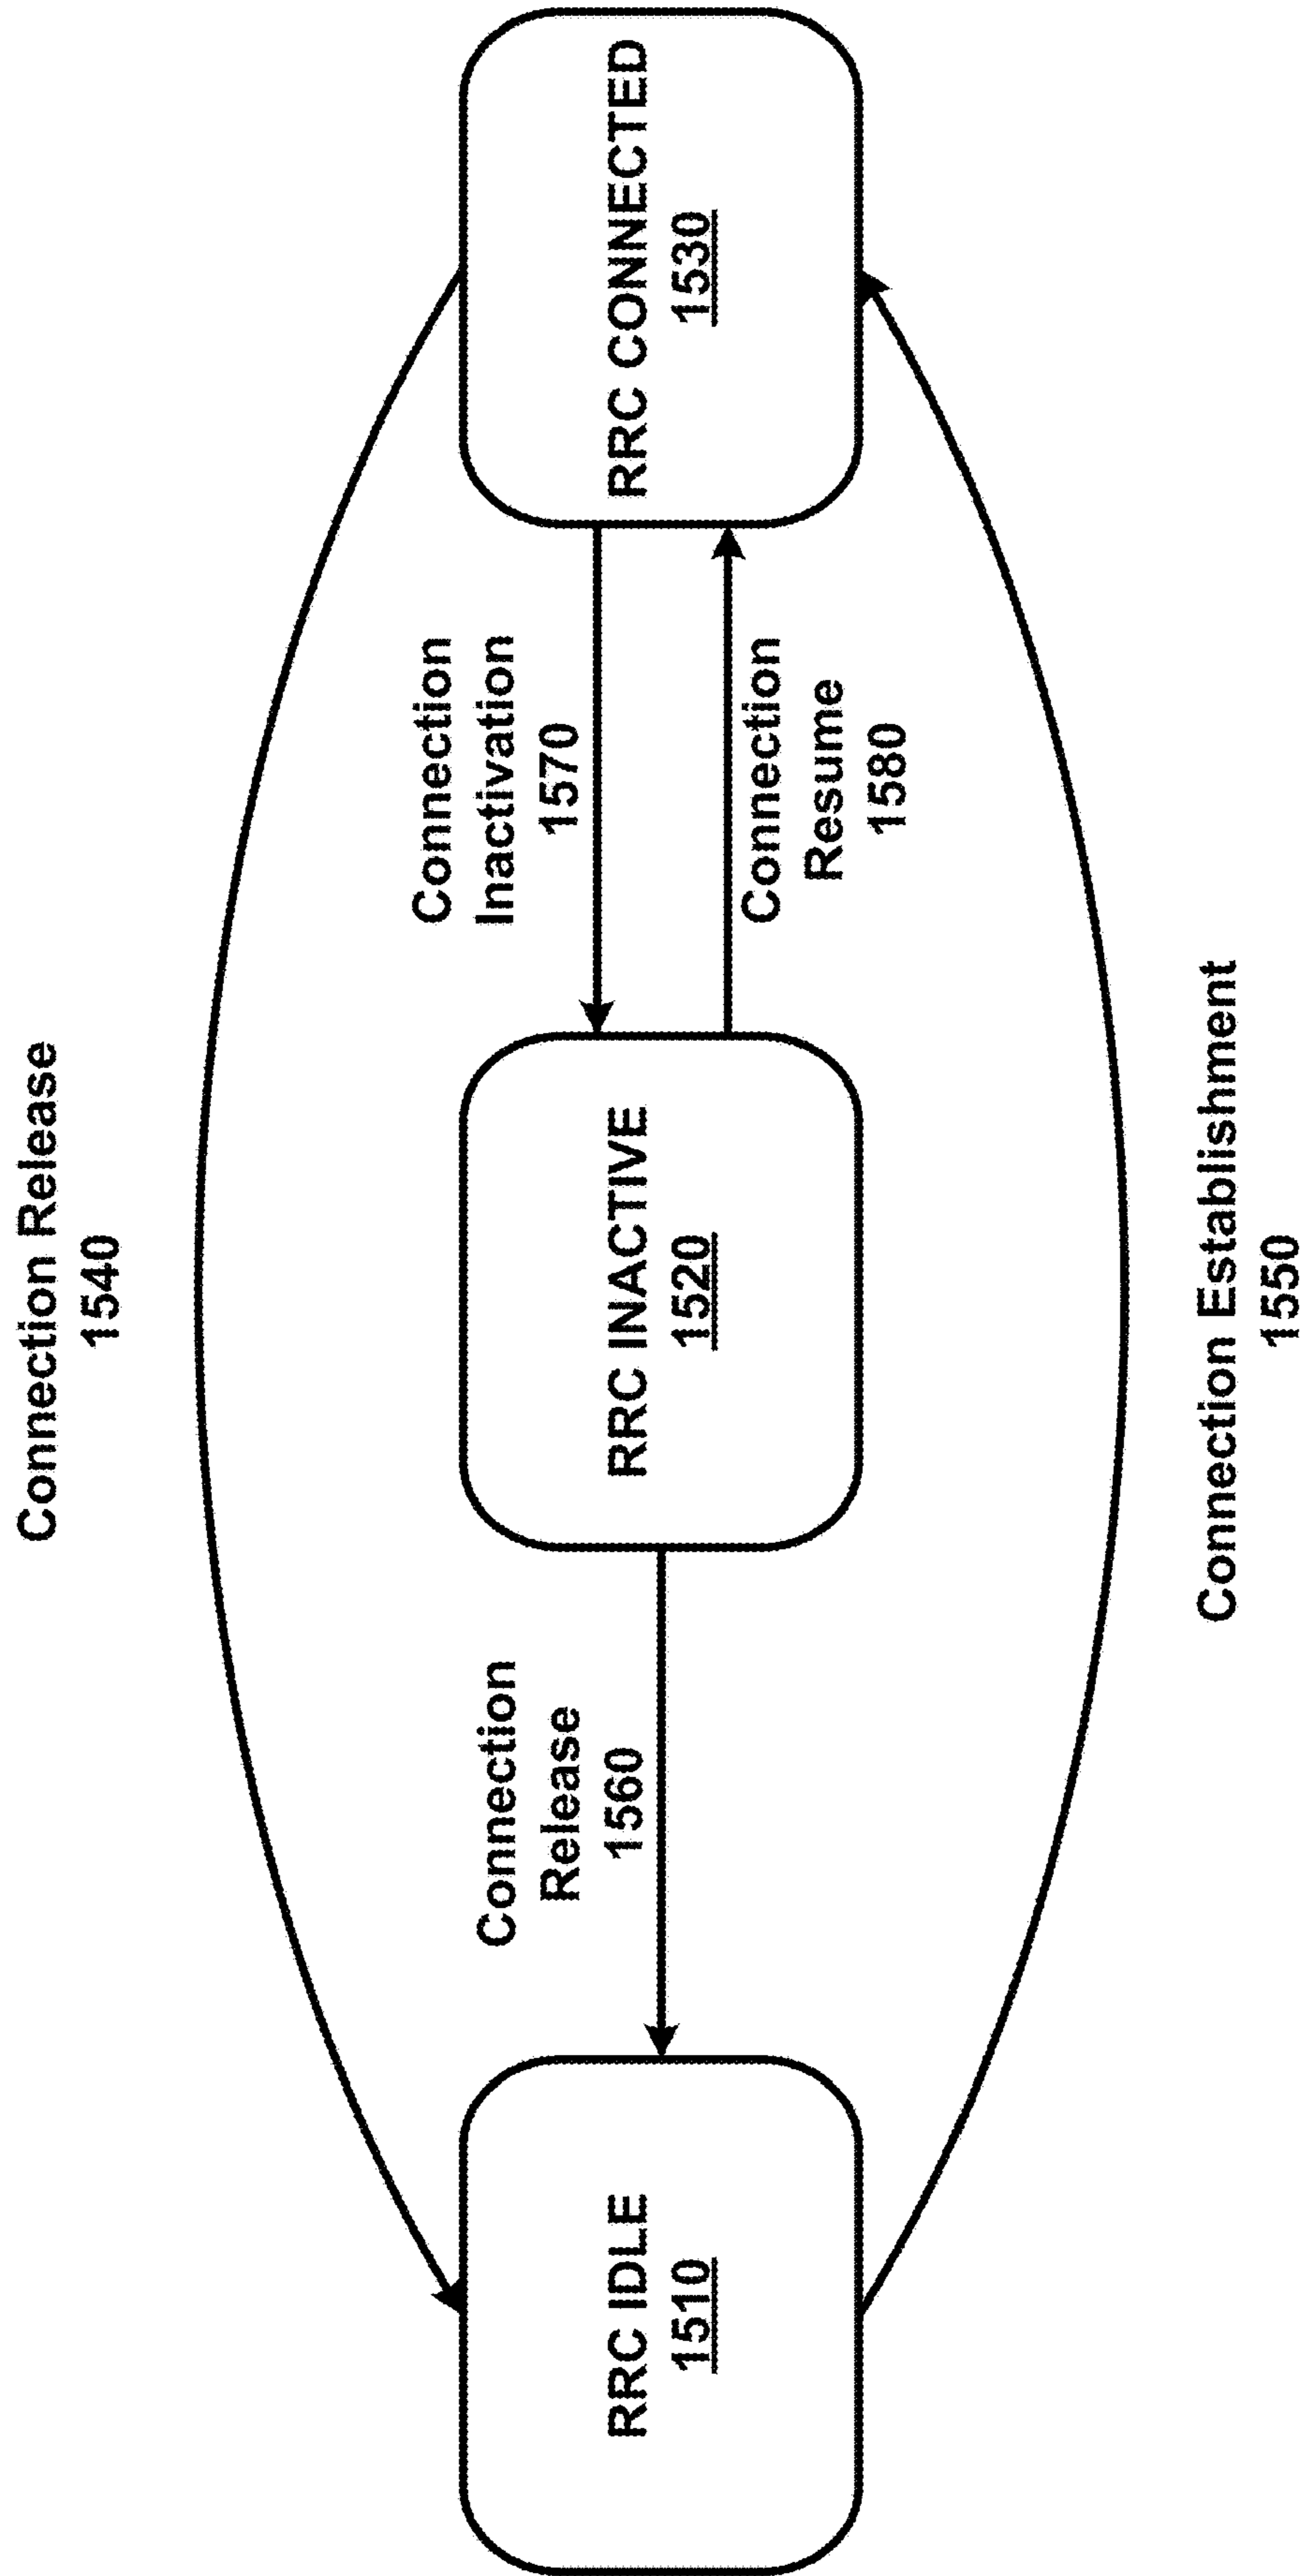 Connection Release
1540
RRC IDLE
1510
Connection
Release
1560
RRC INACTIVE
1520
Connection
Inactivation
1570
Connection
Resume
1580
RRC CONNECTED
1530
Connection Establishment
1550